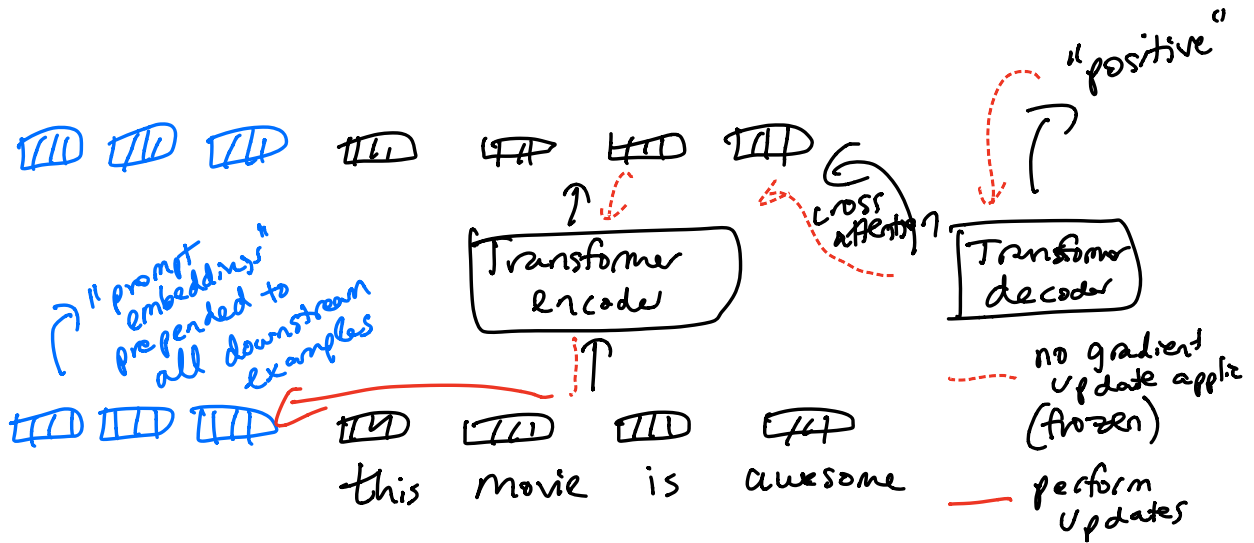 "positive"
cross
attention
Transformer
encoder
Transformer
decoder
"prompt
embeddings"
prepended to
all downstream
examples
no gradient
update applie
(frozen)
perform
updates
this movie is awesome